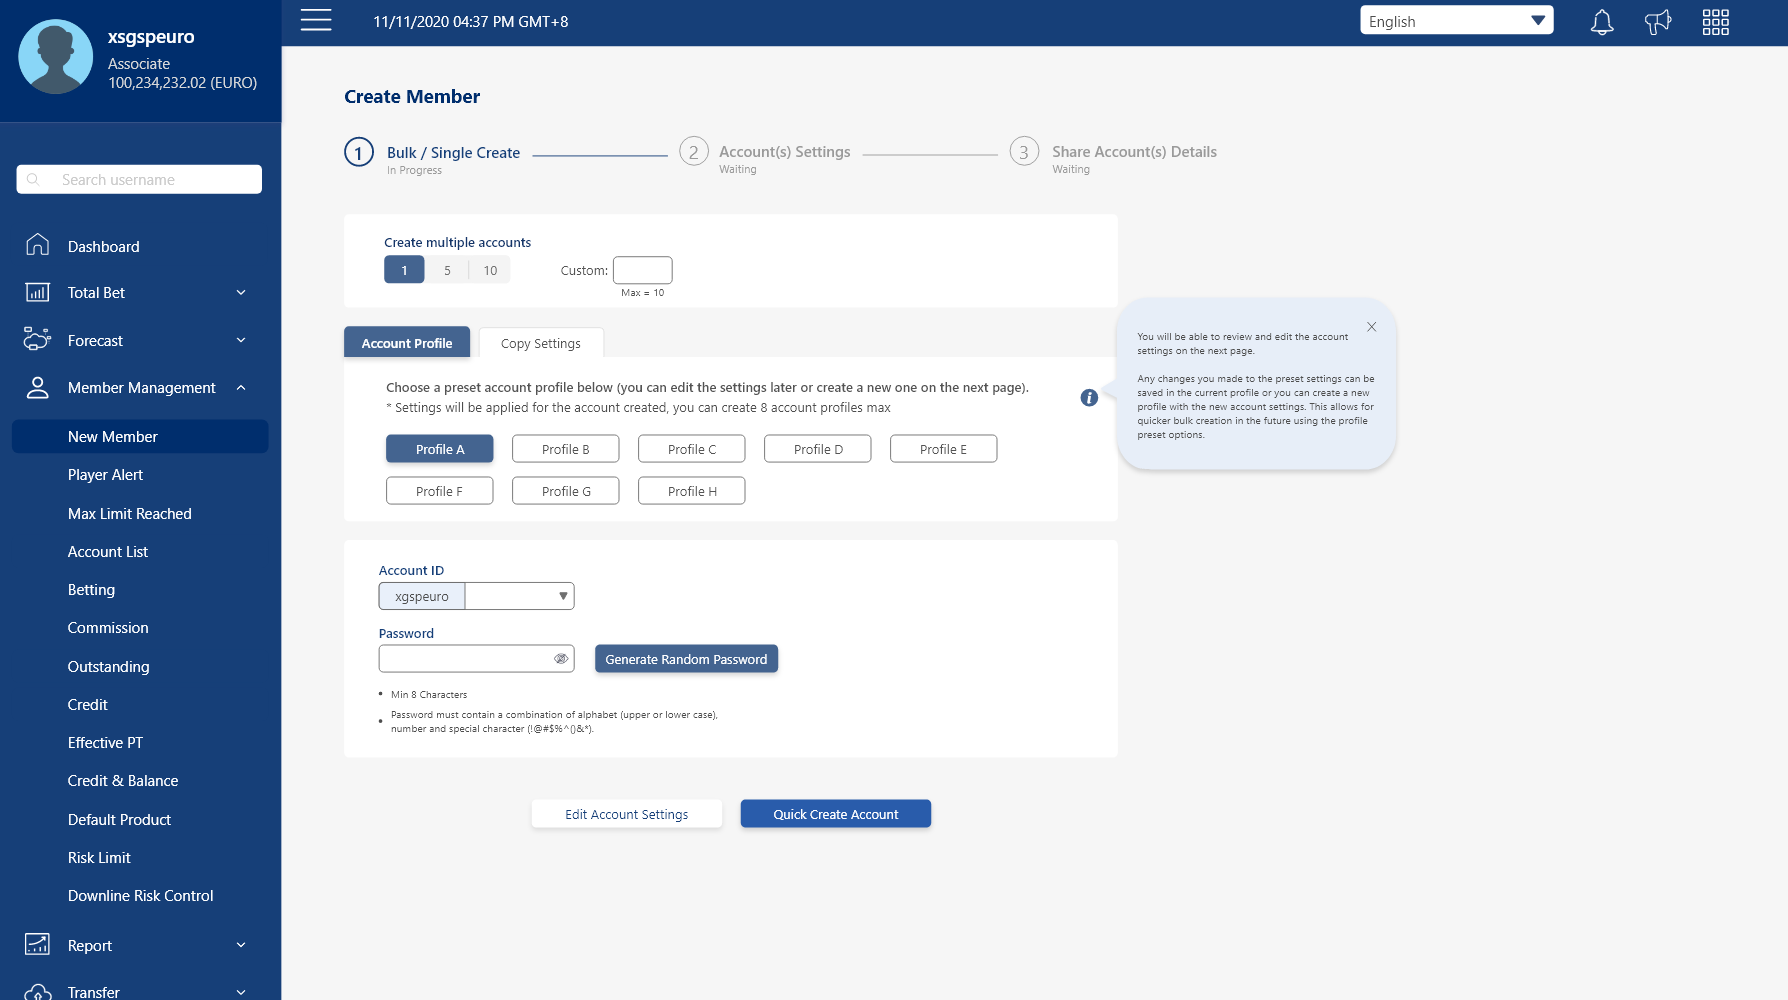 xsgspeuro
Associate
100,234,232.02 (EURO)
Search username
Dashboard
Total Bet
Forecast
Member Management
New Member
Player Alert
Max Limit Reached
Account List
Betting
Commission
Outstanding
Credit
Effective PT
Credit & Balance
Default Product
Risk Limit
Downline Risk Control
Report
Transfer
11/11/2020 04:37 PM GMT+8
English
Create Member
1 Bulk / Single Create
In Progress
2 Account(s) Settings
Waiting
3 Share Account(s) Details
Waiting
Create multiple accounts
1 5 10 Custom:
Max = 10
Account Profile Copy Settings
Choose a preset account profile below (you can edit the settings later or create a new one on the next page).
* Settings will be applied for the account created, you can create 8 account profiles max
Profile A Profile B Profile C Profile D Profile E
Profile F Profile G Profile H
i
You will be able to review and edit the account
settings on the next page.
Any changes you made to the preset settings can be
saved in the current profile or you can create a new
profile with the new account settings. This allows for
quicker bulk creation in the future using the profile
preset options.
Account ID
xgspeuro
Password
Generate Random Password
• Min 8 Characters
• Password must contain a combination of alphabet (upper or lower case),
number and special character (!@#$%^()&*).
Edit Account Settings Quick Create Account